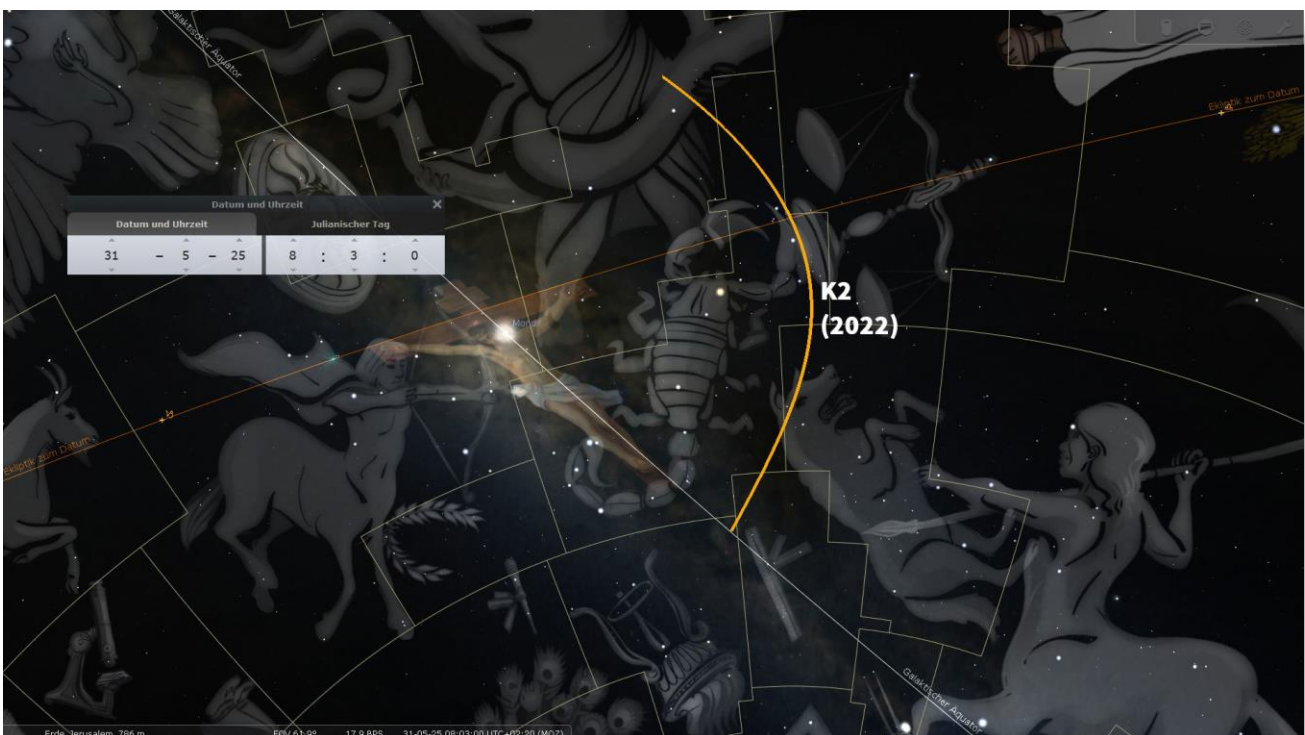 Galaktischer Äquator
Ekliptik zum Datum
Datum und Uhrzeit
Datum und Uhrzeit
Julianischer Tag
31 – 5 – 25
8 : 3 : 0
K2
(2022)
Mond
Ekliptik zum Datum
Galaktischer Äquator
Erde, Jerusalem, 786 m
FOV 61.9°
17.9 BPS
31-05-25 08:03:00 UTC+02:20 (MOZ)